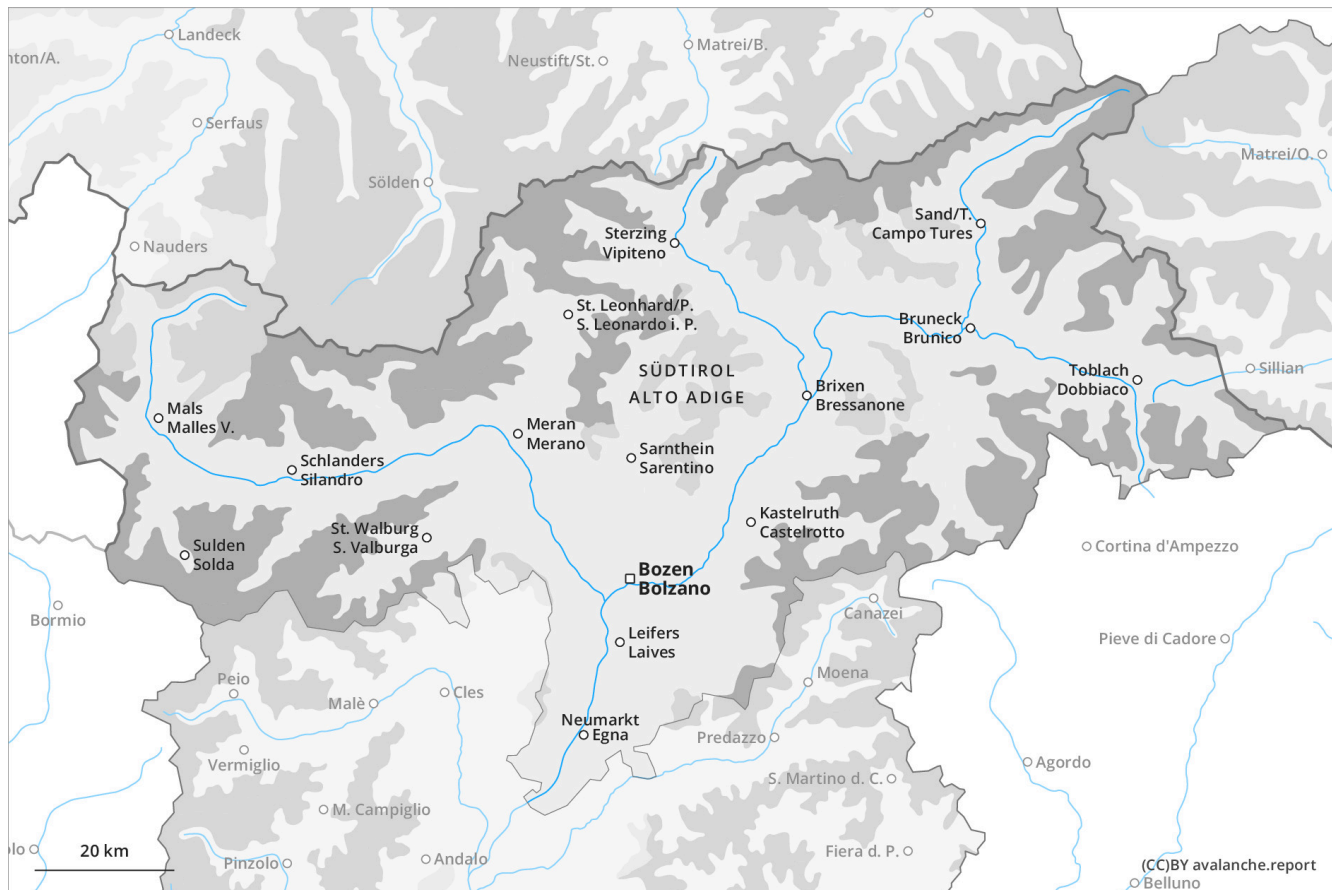 Landeck
nton/A.
Matrei/B.
Neustift/St.
Serfaus
Matrei/O.
Sölden
Sand/T.
Campo Tures
Sterzing
Vipiteno
Nauders
St. Leonhard/P.
S. Leonardo i. P.
Bruneck
Brunico
SÜDTIROL
ALTO ADIGE
Toblach
Dobbiaco
Sillian
Brixen
Bressanone
Mals
Malles V.
Meran
Merano
Schlanders
Silandro
Sarnthein
Sarentino
Kastelruth
Castelrotto
St. Walburg
S. Valburga
Sulden
Solda
Cortina d'Ampezzo
Bozen
Bolzano
Bormio
Canazei
Leifers
Laives
Pieve di Cadore
Peio
Moena
Malè
Cles
Neumarkt
Egna
Predazzo
Vermiglio
Agordo
S. Martino d. C.
M. Campiglio
olo
20 km
Pinzolo
Andalo
Fiera d. P.
(CC)BY avalanche.report
Belluno